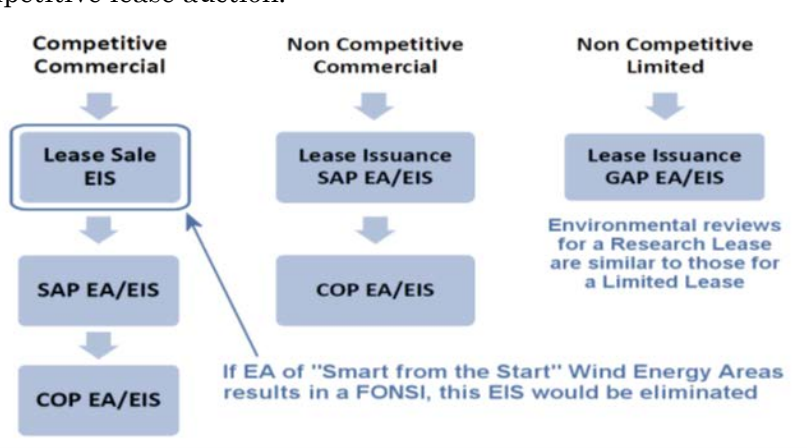 Competitive
Commercial
Lease Sale
EIS
SAP EA/EIS
COP EA/EIS
Non Competitive
Commercial
Lease Issuance
SAP EA/EIS
COP EA/EIS
Non Competitive
Limited
Lease Issuance
GAP EA/EIS
Environmental reviews
for a Research Lease
are similar to those for
a Limited Lease
If EA of "Smart from the Start" Wind Energy Areas
results in a FONSI, this EIS would be eliminated